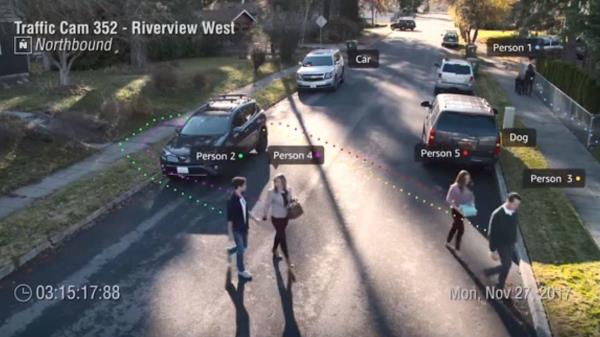 Traffic Cam 352 - Riverview West
N Northbound
Person 1
Car
Dog
Person 2
Person 4
Person 5
Person 3
03:15:17:88
Mon, Nov 27, 2017